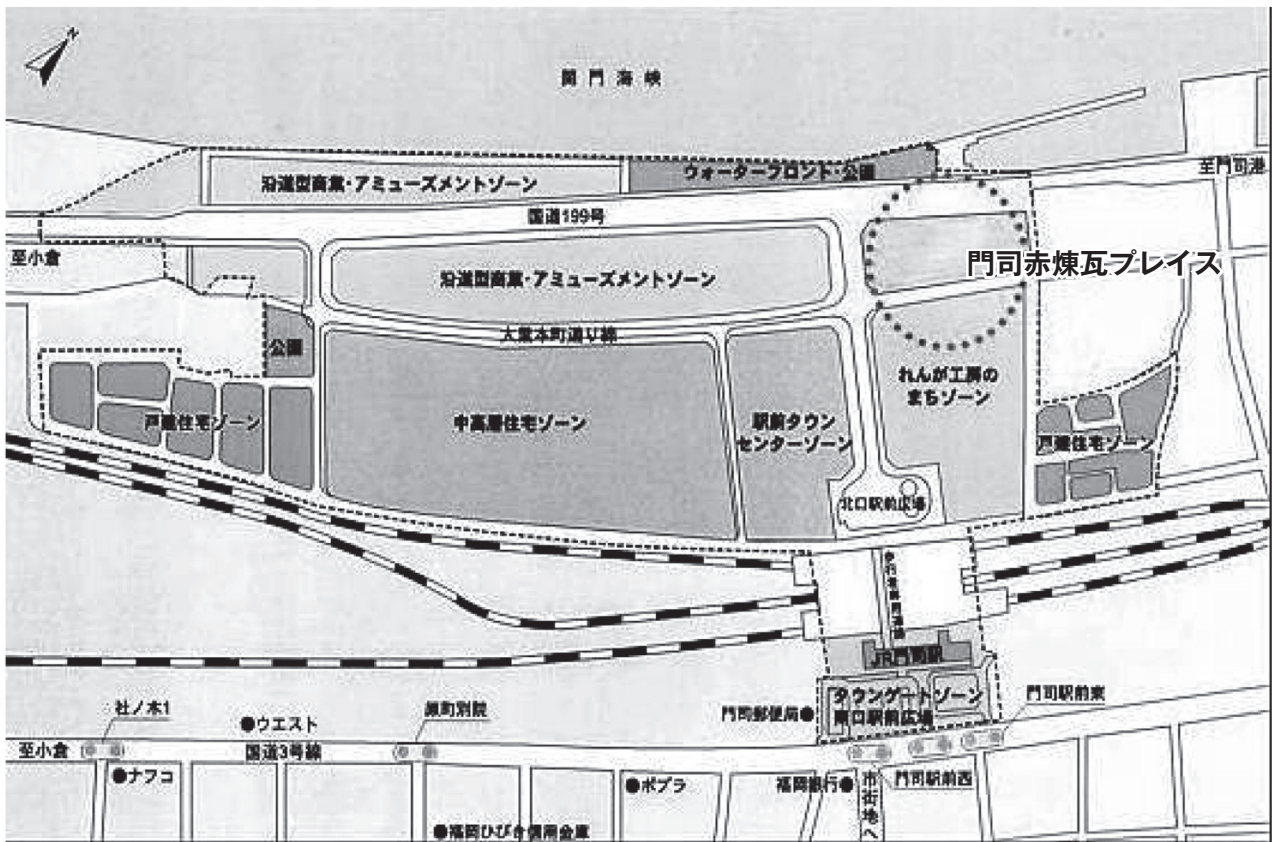 N
関門海峡
沿道型商業・アミューズメントゾーン
ウォーターフロント・公園
至門司港
国道199号
至小倉
沿道型商業・アミューズメントゾーン
門司赤煉瓦プレイス
大里本町通り線
公園
れんが工房の
まちゾーン
戸建住宅ゾーン
中高層住宅ゾーン
駅前タウン
センターゾーン
戸建住宅ゾーン
北口駅前広場
JR門司駅
タウンゲートゾーン
南口駅前広場
門司駅前東
門司郵便局
社ノ木1
ウエスト
原町別院
至小倉
国道3号線
ナフコ
ポプラ
福岡銀行
門司駅前西
市街地へ
福岡ひびき信用金庫